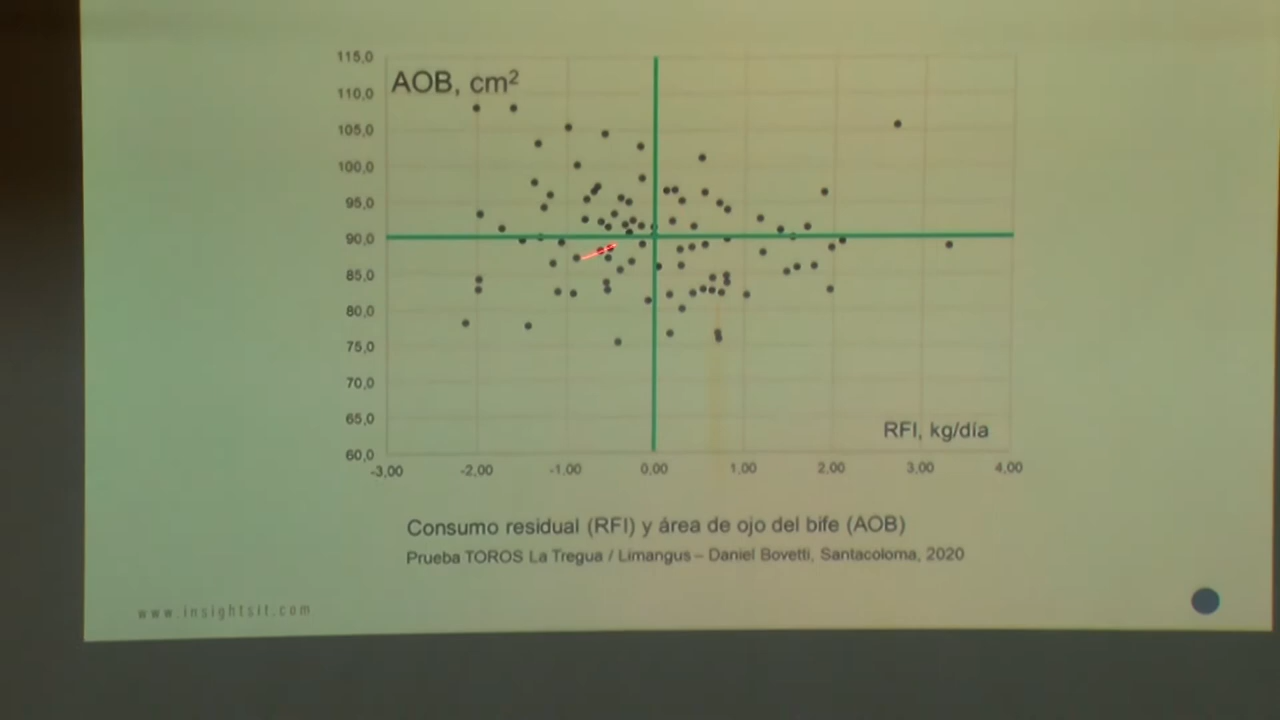 115,0
AOB, cm²
110,0
105,0
100,0
95,0
90,0
85,0
80,0
75,0
70,0
65,0
RFI, kg/día
60,0
-3,00 -2,00 -1,00 0,00 1,00 2,00 3,00 4,00
Consumo residual (RFI) y área de ojo del bife (AOB)
Prueba TOROS La Tregua / Limangus – Daniel Bovetti, Santacoloma, 2020
www.insightsit.com